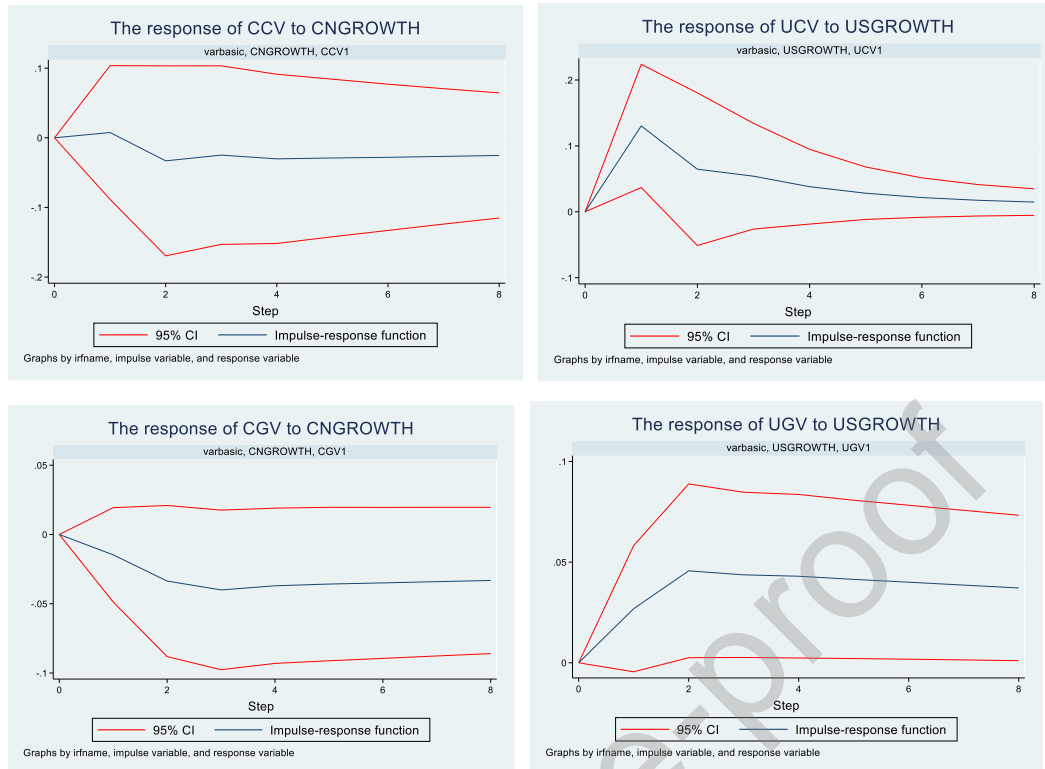 The response of CCV to CNGROWTH
varbasic, CNGROWTH, CCV1
.1
0
-.1
-.2
0 2 4 6 8
Step
95% CI Impulse-response function
Graphs by irfname, impulse variable, and response variable
The response of UCV to USGROWTH
varbasic, USGROWTH, UCV1
.2
.1
0
-.1
0 2 4 6 8
Step
95% CI Impulse-response function
Graphs by irfname, impulse variable, and response variable
The response of CGV to CNGROWTH
varbasic, CNGROWTH, CGV1
.05
0
-.05
-.1
0 2 4 6 8
Step
95% CI Impulse-response function
Graphs by irfname, impulse variable, and response variable
The response of UGV to USGROWTH
varbasic, USGROWTH, UGV1
.1
.05
0
0 2 4 6 8
Step
95% CI Impulse-response function
Graphs by irfname, impulse variable, and response variable
e-proof